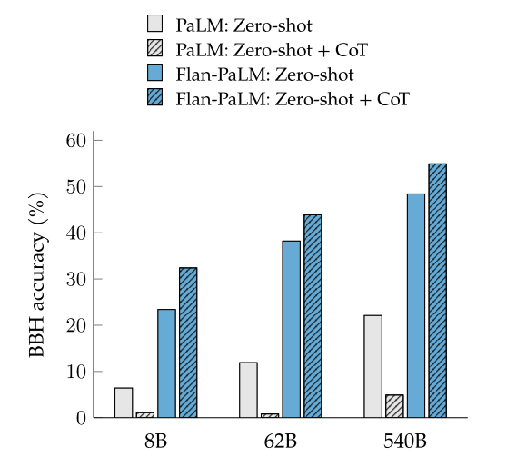 PaLM: Zero-shot
PaLM: Zero-shot + CoT
Flan-PaLM: Zero-shot
Flan-PaLM: Zero-shot + CoT
BBH accuracy (%)
60
50
40
30
20
10
0
8B 62B 540B